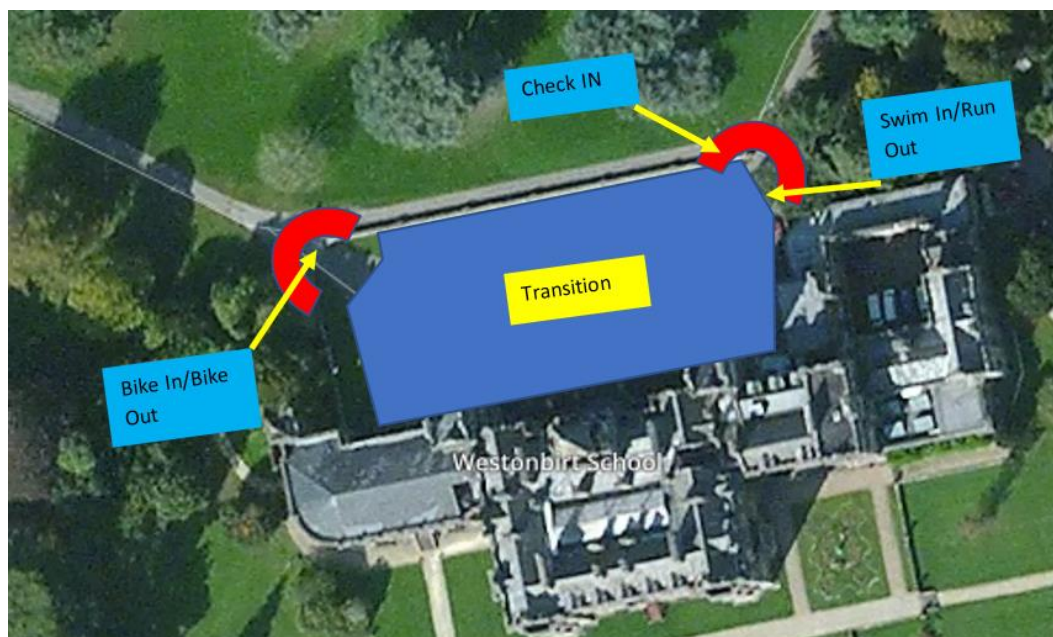 Check IN
Swim In/Run
Out
Transition
Bike In/Bike
Out
Westonbirt School